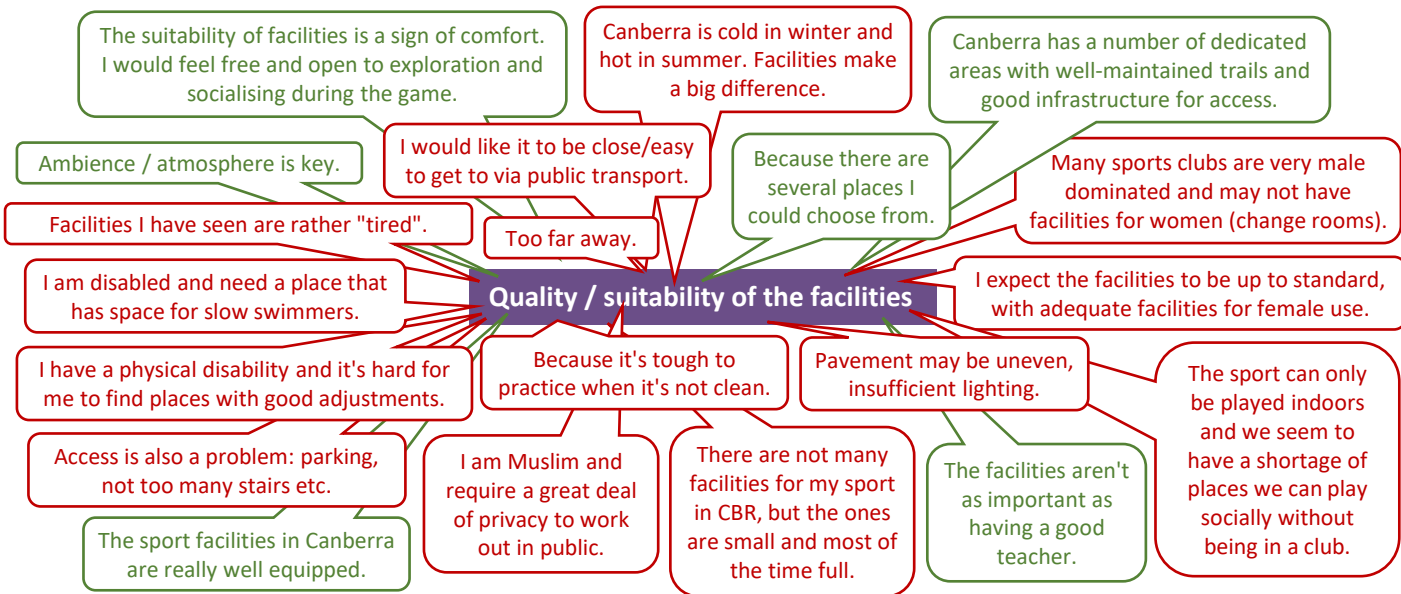 The suitability of facilities is a sign of comfort.
I would feel free and open to exploration and
socialising during the game.
Canberra is cold in winter and
hot in summer. Facilities make
a big difference.
Canberra has a number of dedicated
areas with well-maintained trails and
good infrastructure for access.
Ambience / atmosphere is key.
I would like it to be close/easy
to get to via public transport.
Because there are
several places I
could choose from.
Many sports clubs are very male
dominated and may not have
facilities for women (change rooms).
Facilities I have seen are rather "tired".
Too far away.
I am disabled and need a place that
has space for slow swimmers.
Quality / suitability of the facilities
I expect the facilities to be up to standard,
with adequate facilities for female use.
I have a physical disability and it's hard for
me to find places with good adjustments.
Because it's tough to
practice when it's not clean.
Pavement may be uneven,
insufficient lighting.
The sport can only
be played indoors
and we seem to
have a shortage of
places we can play
socially without
being in a club.
Access is also a problem: parking,
not too many stairs etc.
I am Muslim and
require a great deal
of privacy to work
out in public.
There are not many
facilities for my sport
in CBR, but the ones
are small and most of
the time full.
The facilities aren't
as important as
having a good
teacher.
The sport facilities in Canberra
are really well equipped.